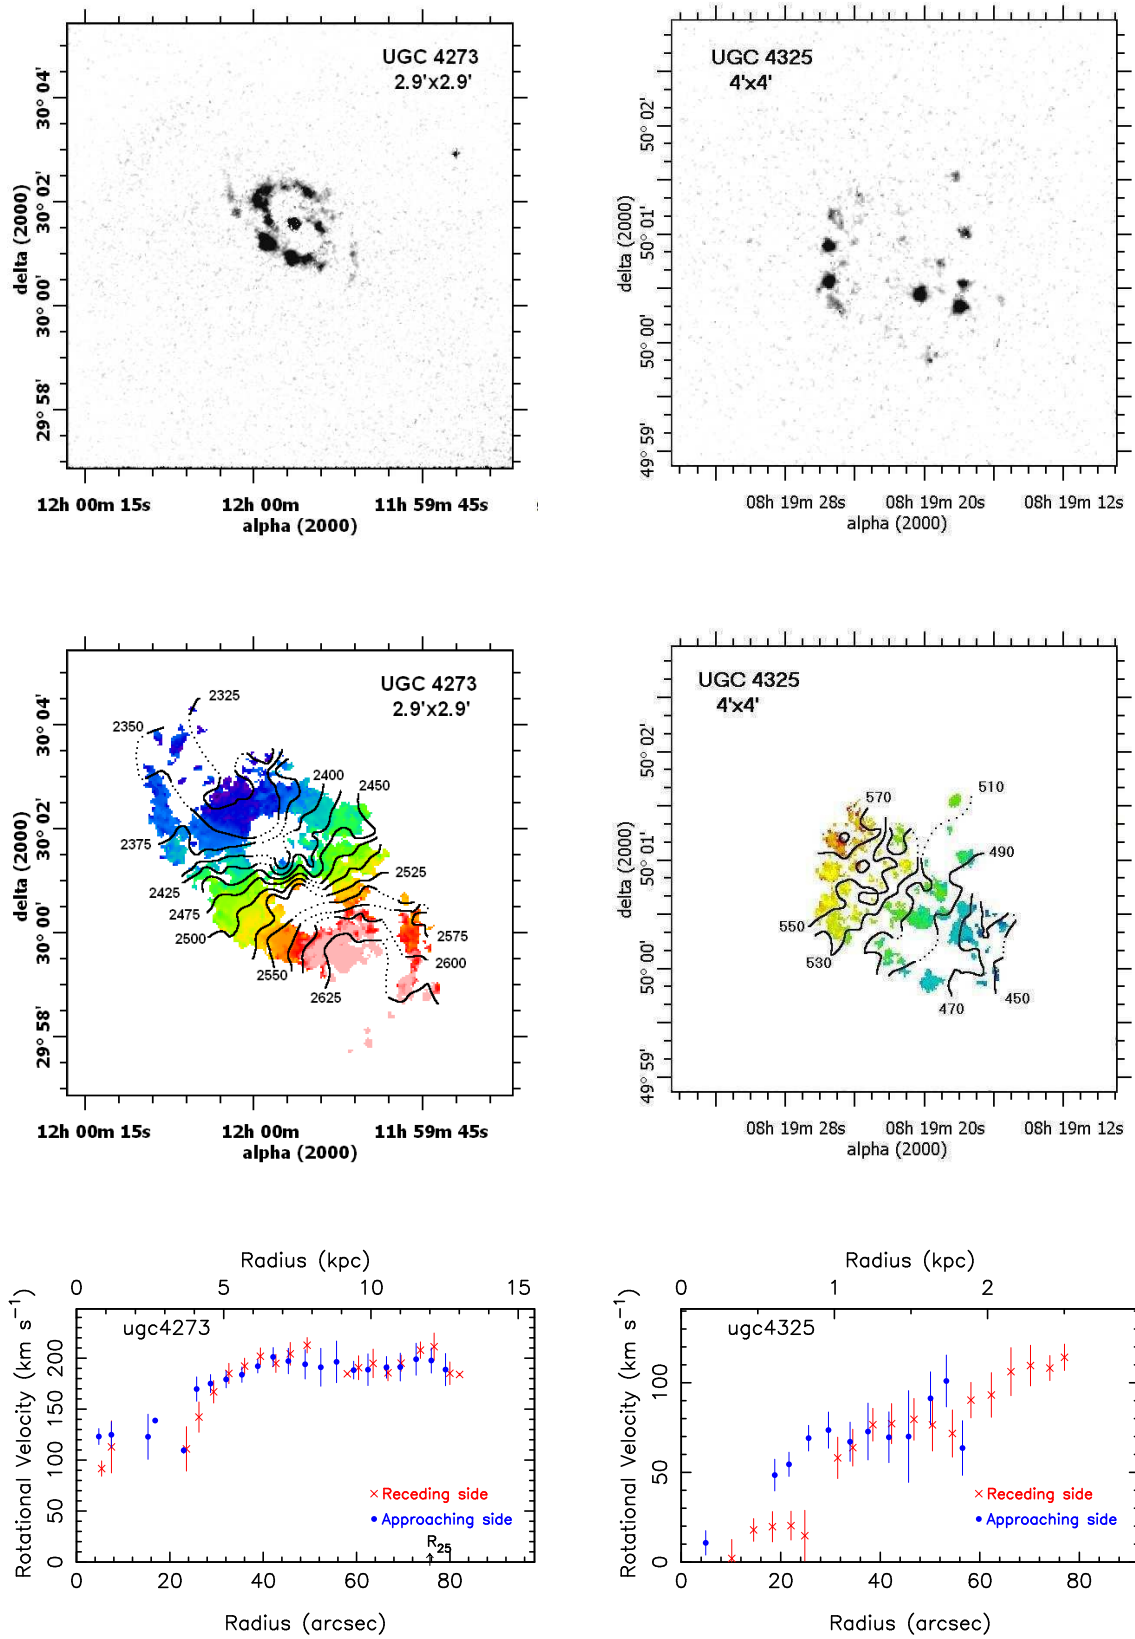 UGC 4273
2.9'x2.9'
30° 04'
30° 02'
30° 00'
29° 58'
delta (2000)
12h 00m 15s 12h 00m 11h 59m 45s
alpha (2000)
UGC 4325
4'x4'
50° 02'
50° 01'
50° 00'
49° 59'
delta (2000)
08h 19m 28s 08h 19m 20s 08h 19m 12s
alpha (2000)
UGC 4273
2.9'x2.9'
2325
2350
2400
2450
2375
2425
2475
2500
2525
2550
2575
2600
2625
30° 04'
30° 02'
30° 00'
29° 58'
delta (2000)
12h 00m 15s 12h 00m 11h 59m 45s
alpha (2000)
UGC 4325
4'x4'
570
510
490
550
530
470
450
50° 02'
50° 01'
50° 00'
49° 59'
delta (2000)
08h 19m 28s 08h 19m 20s 08h 19m 12s
alpha (2000)
Radius (kpc)
0 5 10 15
ugc4273
Rotational Velocity (km s⁻¹)
200
150
100
50
0
× Receding side
• Approaching side
R₂₅
0 20 40 60 80
Radius (arcsec)
Radius (kpc)
0 1 2
ugc4325
Rotational Velocity (km s⁻¹)
100
50
0
× Receding side
• Approaching side
0 20 40 60 80
Radius (arcsec)